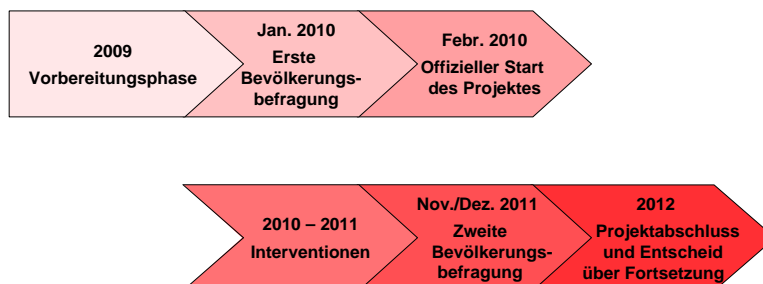 2009
Vorbereitungsphase
Jan. 2010
Erste
Bevölkerungs-
befragung
Febr. 2010
Offizieller Start
des Projektes
2010 – 2011
Interventionen
Nov./Dez. 2011
Zweite
Bevölkerungs-
befragung
2012
Projektabschluss
und Entscheid
über Fortsetzung